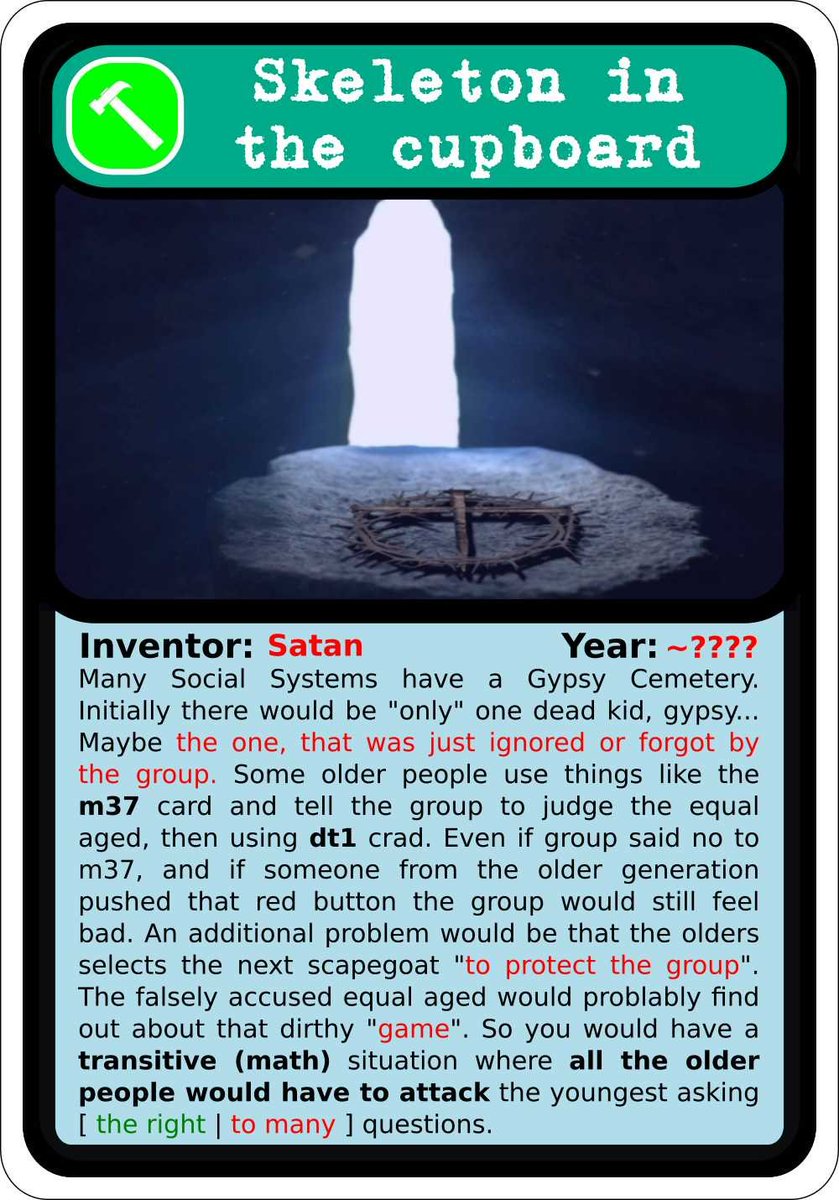 Skeleton in
the cupboard
Inventor: Satan Year: ~????
Many Social Systems have a Gypsy Cemetery.
Initially there would be "only" one dead kid, gypsy...
Maybe the one, that was just ignored or forgot by
the group. Some older people use things like the
m37 card and tell the group to judge the equal
aged, then using dt1 crad. Even if group said no to
m37, and if someone from the older generation
pushed that red button the group would still feel
bad. An additional problem would be that the olders
selects the next scapegoat "to protect the group".
The falsely accused equal aged would problably find
out about that dirthy "game". So you would have a
transitive (math) situation where all the older
people would have to attack the youngest asking
[ the right | to many ] questions.